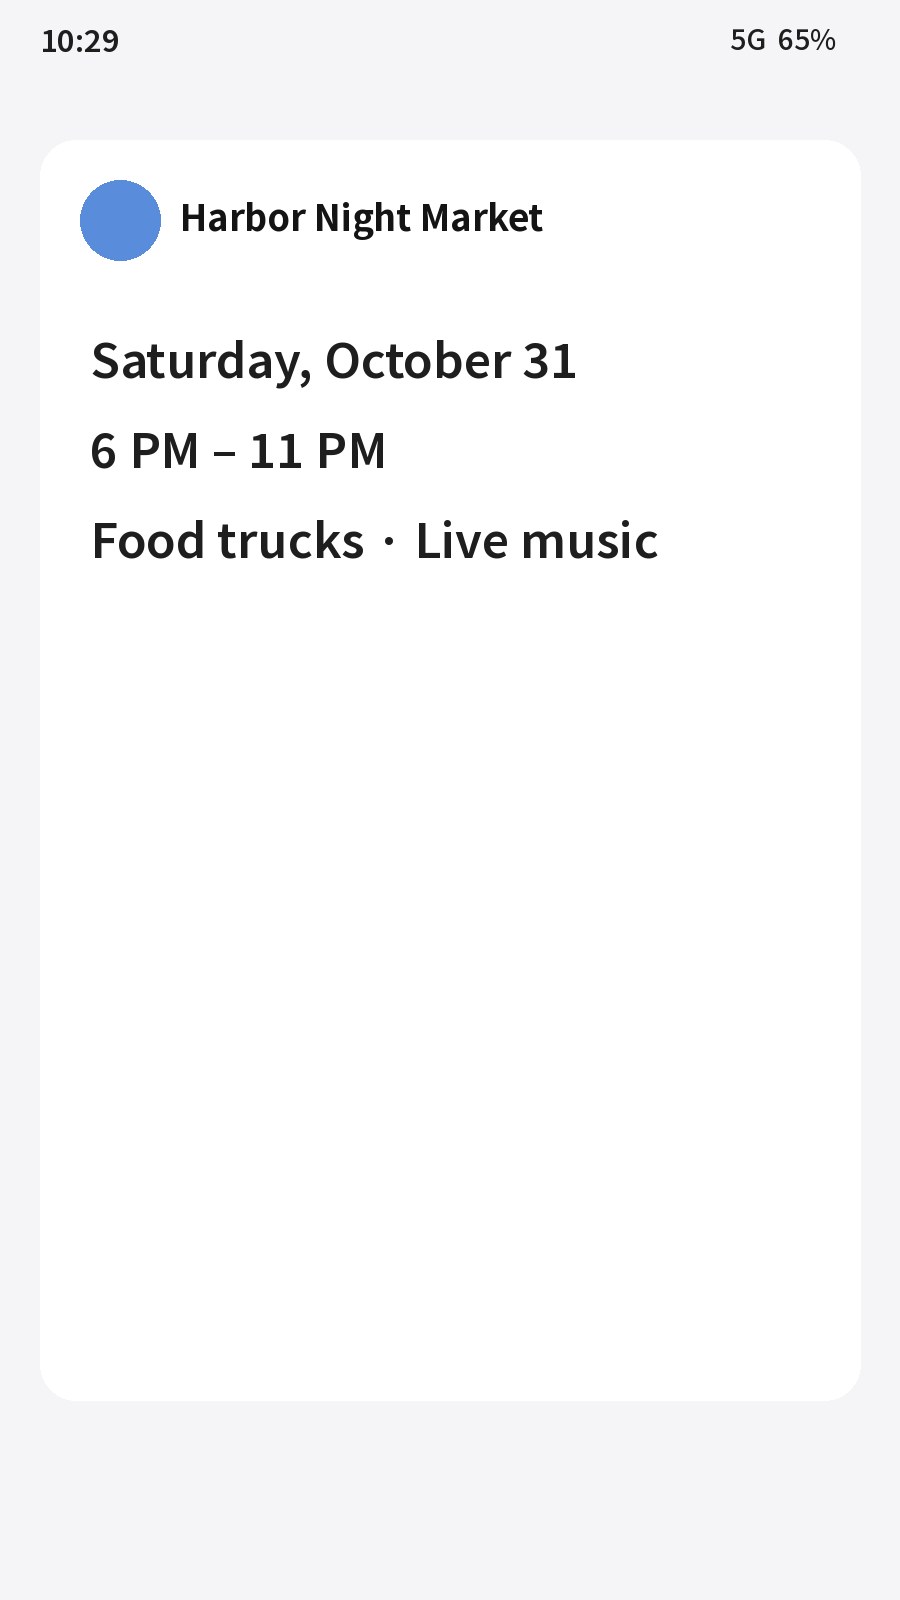 10:29 5G 65%
Harbor Night Market
Saturday, October 31
6 PM – 11 PM
Food trucks · Live music